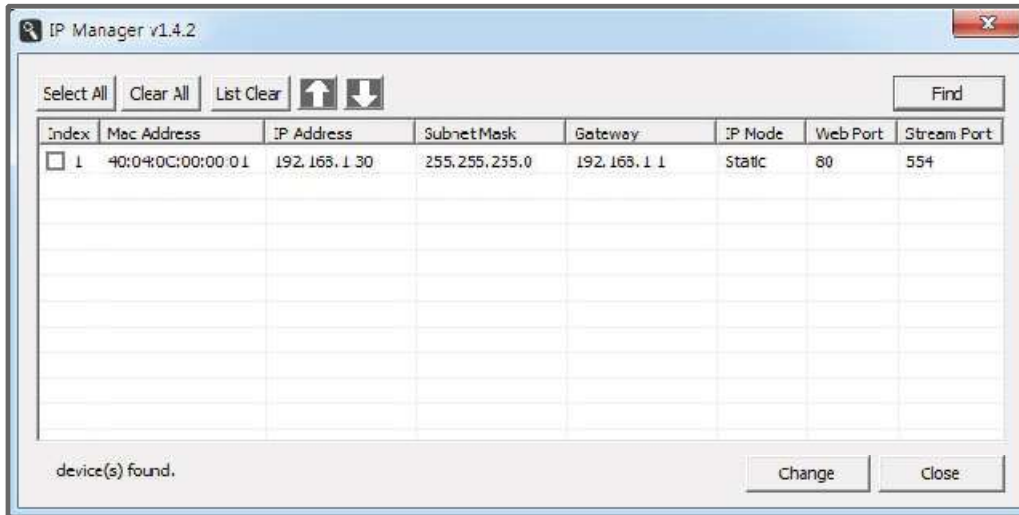 IP Manager v1.4.2
Select All Clear All List Clear Find
Index Mac Address IP Address Subnet Mask Gateway IP Mode Web Port Stream Port
1 40:04:0C:00:00:01 192.168.1.30 255.255.255.0 192.168.1.1 Static 80 554
device(s) found. Change Close